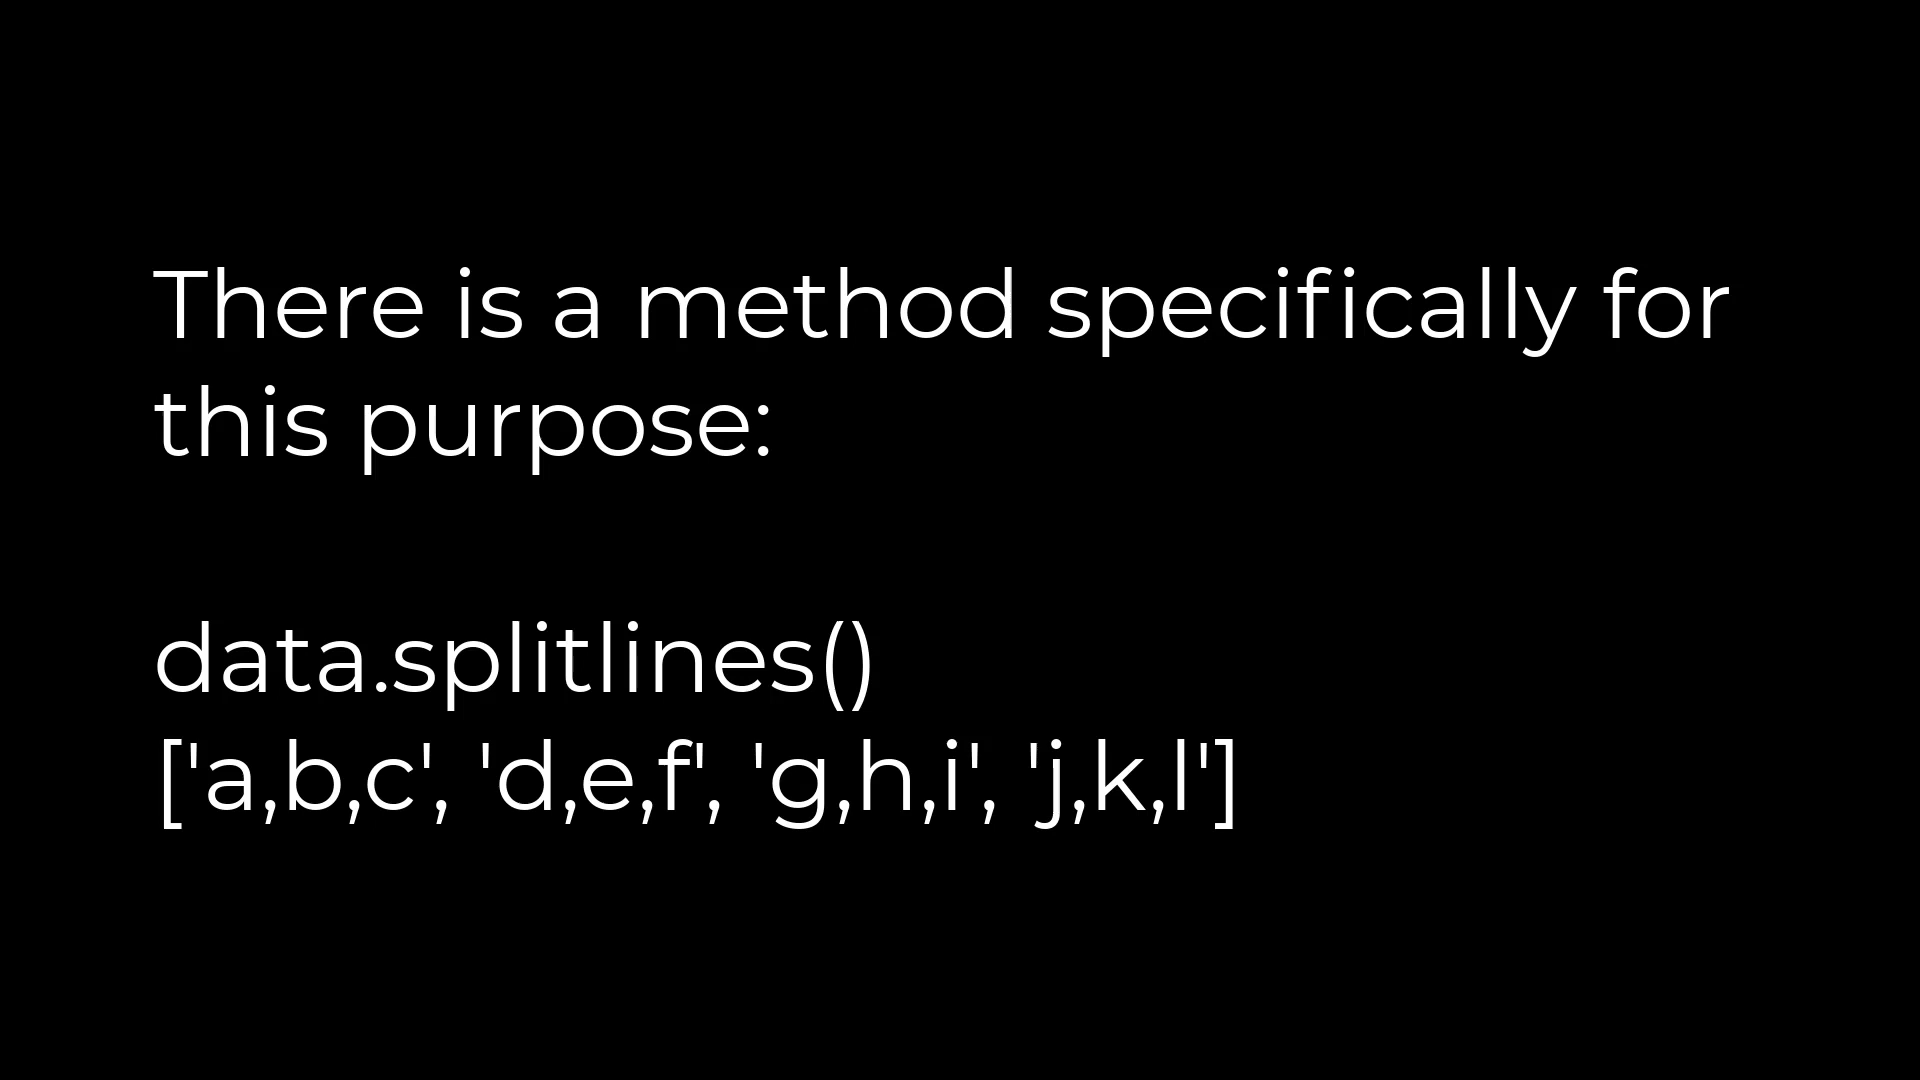 There is a method specifically for
this purpose:
data.splitlines()
['a,b,c', 'd,e,f', 'g,h,i', 'j,k,l']